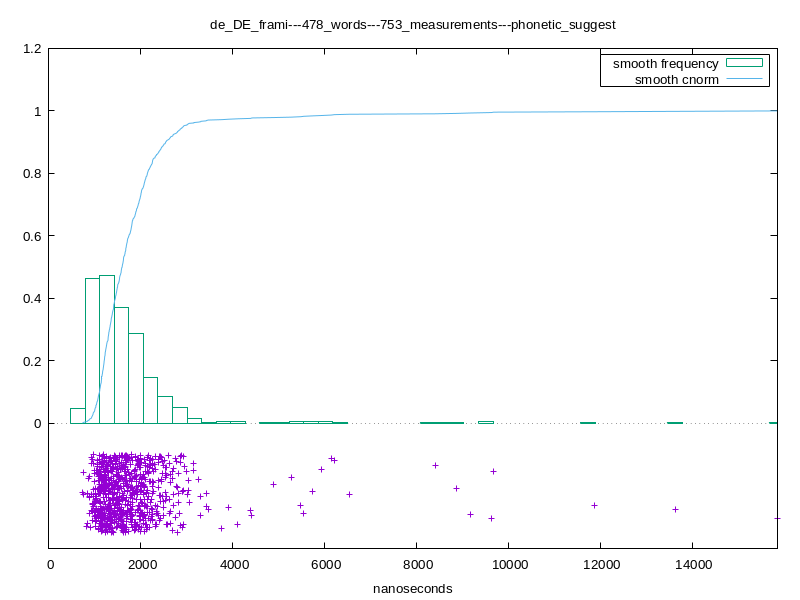 de_DE_frami---478_words---753_measurements---phonetic_suggest
smooth frequency
smooth cnorm
1.2
1
0.8
0.6
0.4
0.2
0
0 2000 4000 6000 8000 10000 12000 14000
nanoseconds